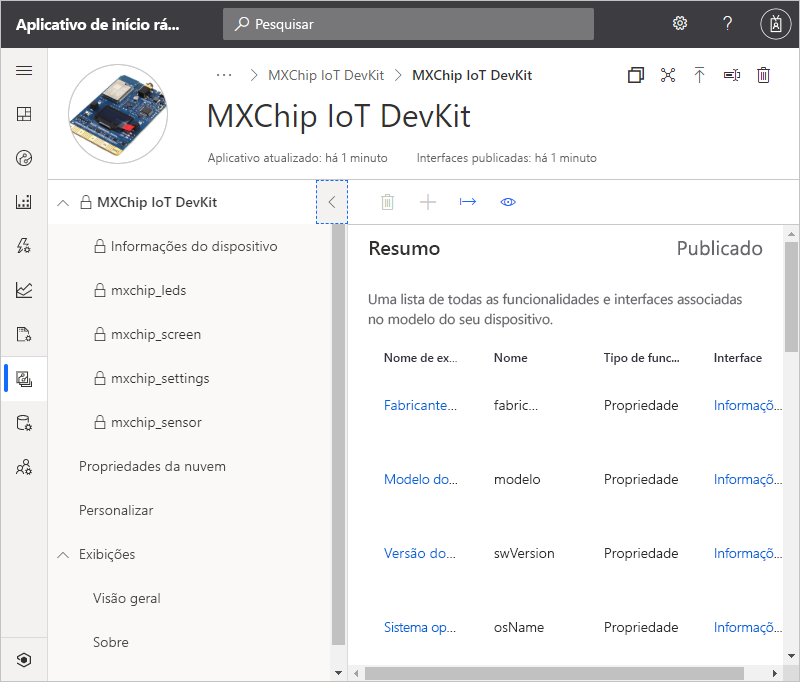 Aplicativo de início rá...
Pesquisar
?
··· > MXChip IoT DevKit > MXChip IoT DevKit
MXChip IoT DevKit
Aplicativo atualizado: há 1 minuto
Interfaces publicadas: há 1 minuto
MXChip IoT DevKit
Informações do dispositivo
mxchip_leds
mxchip_screen
mxchip_settings
mxchip_sensor
Propriedades da nuvem
Personalizar
Exibições
Visão geral
Sobre
Resumo
Publicado
Uma lista de todas as funcionalidades e interfaces associadas
no modelo do seu dispositivo.
Nome de ex... Nome Tipo de func... Interface
Fabricante... fabric... Propriedade Informaçõ...
Modelo do... modelo Propriedade Informaçõ...
Versão do... swVersion Propriedade Informaçõ...
Sistema op... osName Propriedade Informaçõ...